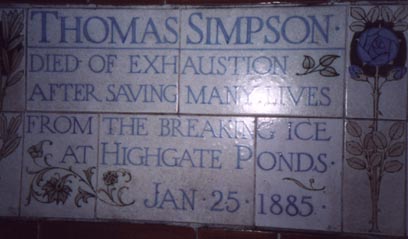 THOMAS SIMPSON·
DIED·OF EXHAUSTION
AFTER SAVING MANY LIVES
FROM THE BREAKING ICE
AT HIGHGATE PONDS·
JAN·25·1885·